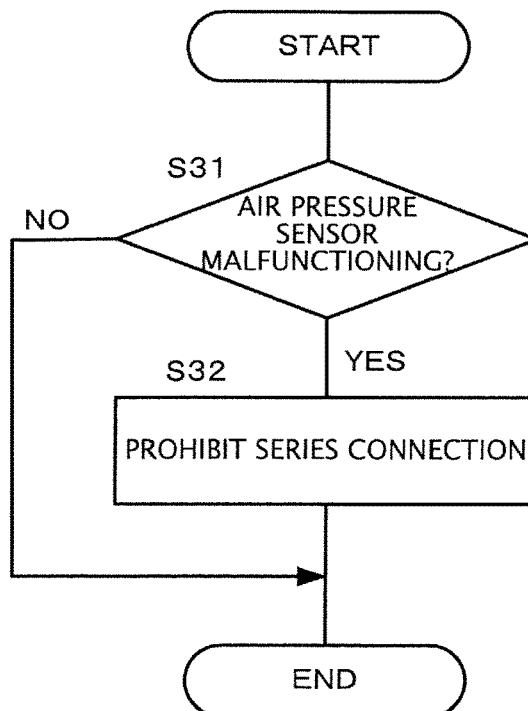 START
S31
AIR PRESSURE
SENSOR
MALFUNCTIONING?
NO
YES
S32
PROHIBIT SERIES CONNECTION
END